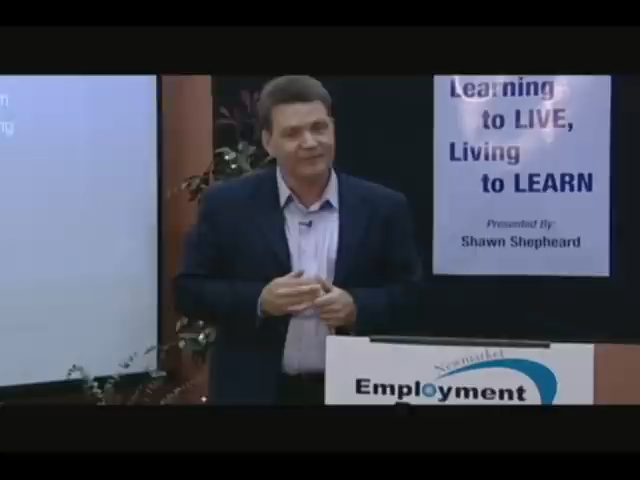 Learning
to LIVE,
Living
to LEARN
Presented By:
Shawn Shepheard
Newmarket
Employment